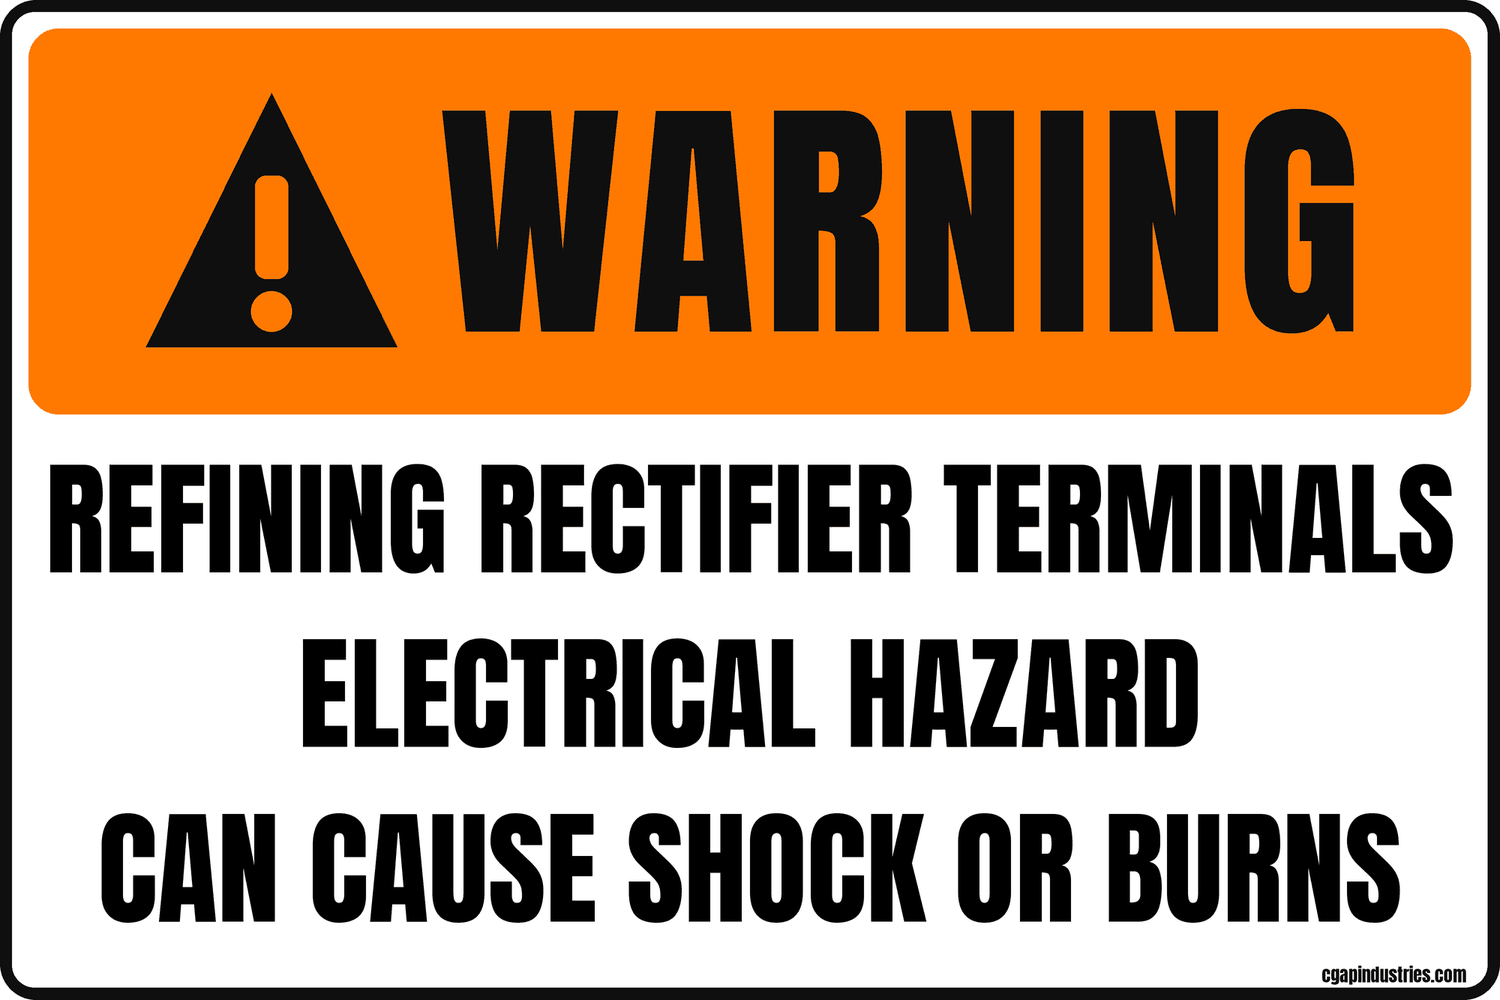 WARNING
REFINING RECTIFIER TERMINALS
ELECTRICAL HAZARD
CAN CAUSE SHOCK OR BURNS
cgapindustries.com